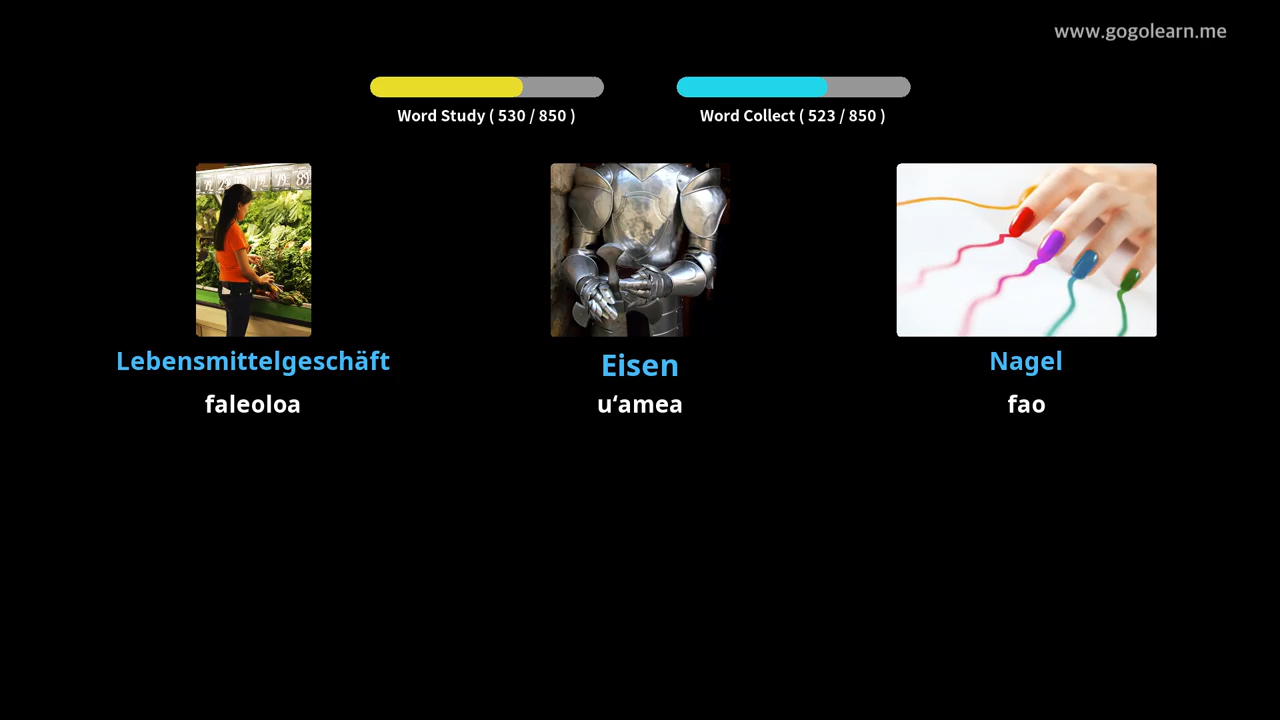 www.gogolearn.me
Word Study ( 530 / 850 )
Word Collect ( 523 / 850 )
Lebensmittelgeschäft
faleoloa
Eisen
u‘amea
Nagel
fao